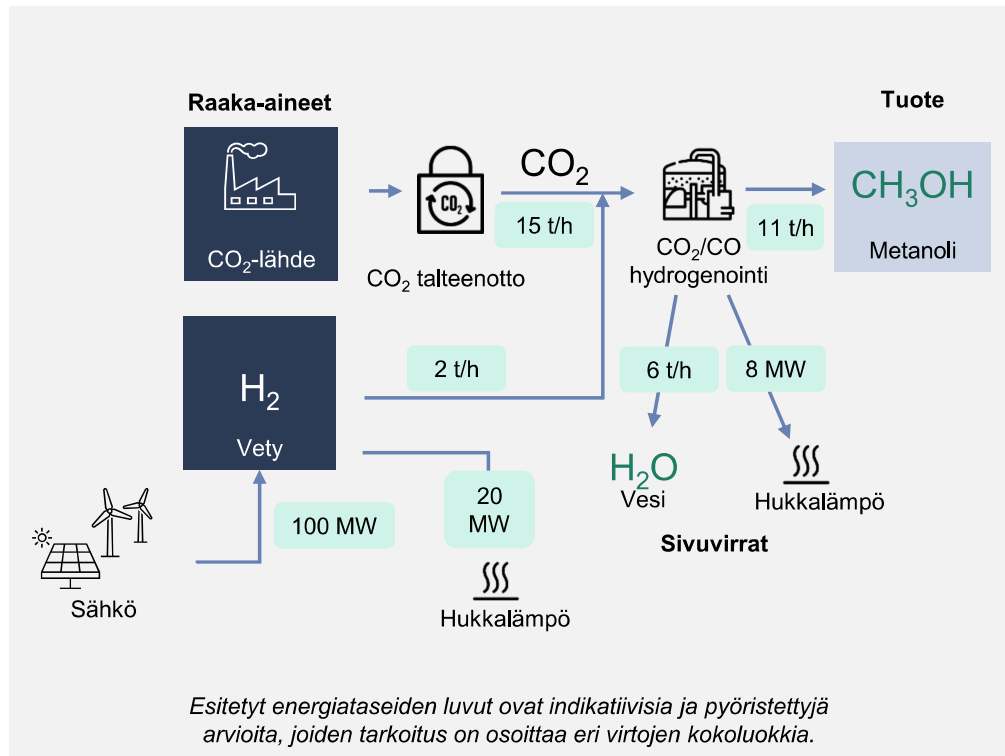 Raaka-aineet
Tuote
CO₂-lähde
CO₂
CO₂ talteenotto
CO₂
15 t/h
CO₂/CO
hydrogenointi
11 t/h
CH₃OH
Metanoli
H₂
Vety
2 t/h
6 t/h
8 MW
H₂O
Vesi
Hukkalämpö
Sivuvirrat
100 MW
20
MW
Hukkalämpö
Sähkö
Esitetyt energiataseiden luvut ovat indikatiivisia ja pyöristettyjä
arvioita, joiden tarkoitus on osoittaa eri virtojen kokoluokkia.